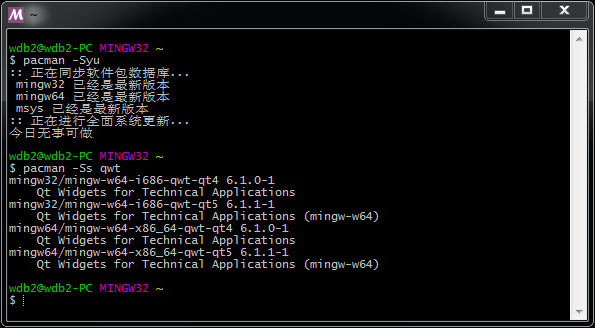 M ~
wdb2@wdb2-PC MINGW32 ~
$ pacman -Syu
:: 正在同步软件包数据库...
 mingw32 已经是最新版本
 mingw64 已经是最新版本
 msys 已经是最新版本
:: 正在进行全面系统更新...
今日无事可做
wdb2@wdb2-PC MINGW32 ~
$ pacman -Ss qwt
mingw32/mingw-w64-i686-qwt-qt4 6.1.0-1
    Qt Widgets for Technical Applications
mingw32/mingw-w64-i686-qwt-qt5 6.1.1-1
    Qt Widgets for Technical Applications (mingw-w64)
mingw64/mingw-w64-x86_64-qwt-qt4 6.1.0-1
    Qt Widgets for Technical Applications
mingw64/mingw-w64-x86_64-qwt-qt5 6.1.1-1
    Qt Widgets for Technical Applications (mingw-w64)
wdb2@wdb2-PC MINGW32 ~
$